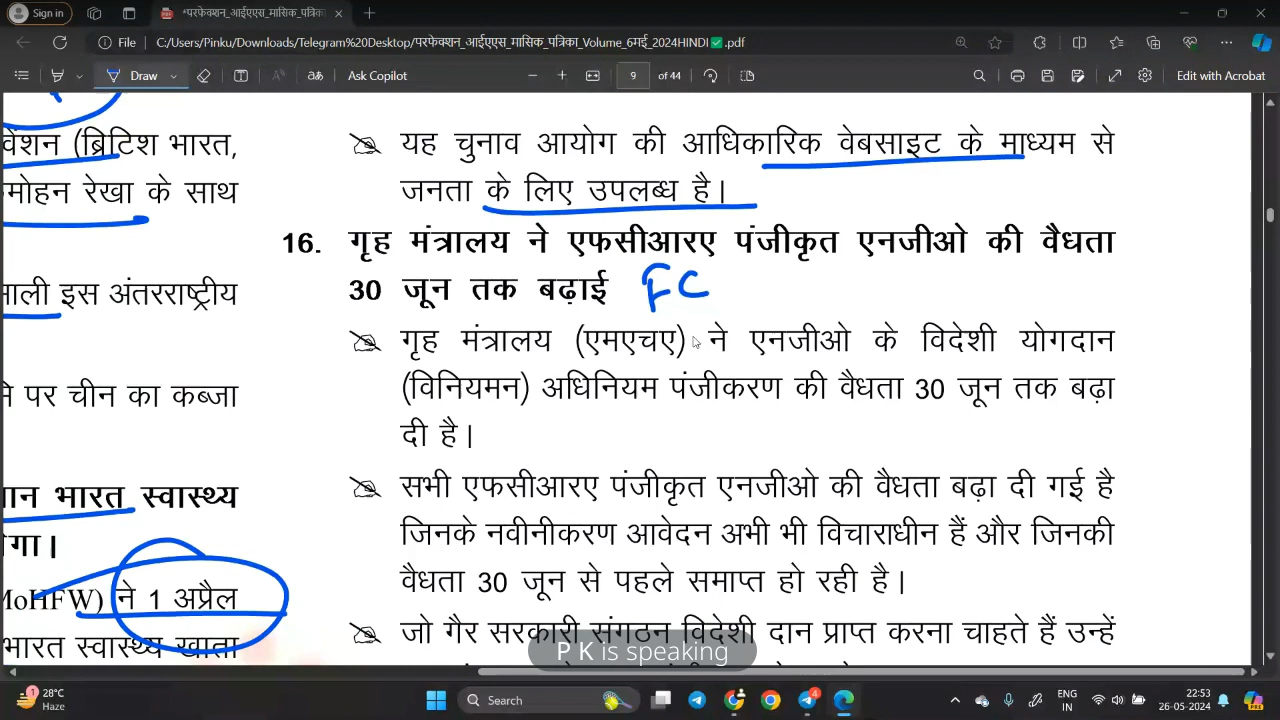 Sign in
*परफेक्शन_आईएएस_मासिक_पत्रिका
File
C:/Users/Pinku/Downloads/Telegram%20Desktop/परफेक्शन_आईएएस_मासिक_पत्रिका_Volume_6मई_2024HINDI✅.pdf
Draw
Ask Copilot
9 of 44
Edit with Acrobat
वेंशन (ब्रिटिश भारत,
कमोहन रेखा के साथ
माली इस अंतरराष्ट्रीय
पर चीन का कब्जा
मान भारत स्वास्थ्य
गा।
MoHFW) ने 1 अप्रैल
भारत स्वास्थ्य खाता
यह चुनाव आयोग की आधिकारिक वेबसाइट के माध्यम से
जनता के लिए उपलब्ध है।
16. गृह मंत्रालय ने एफसीआरए पंजीकृत एनजीओ की वैधता
30 जून तक बढ़ाई FC
गृह मंत्रालय (एमएचए) ने एनजीओ के विदेशी योगदान
(विनियमन) अधिनियम पंजीकरण की वैधता 30 जून तक बढ़ा
दी है।
सभी एफसीआरए पंजीकृत एनजीओ की वैधता बढ़ा दी गई है
जिनके नवीनीकरण आवेदन अभी भी विचाराधीन हैं और जिनकी
वैधता 30 जून से पहले समाप्त हो रही है।
जो गैर सरकारी संगठन विदेशी दान प्राप्त करना चाहते हैं उन्हें
P K is speaking
1
28°C
Haze
Search
4
ENG
IN
22:53
26-05-2024